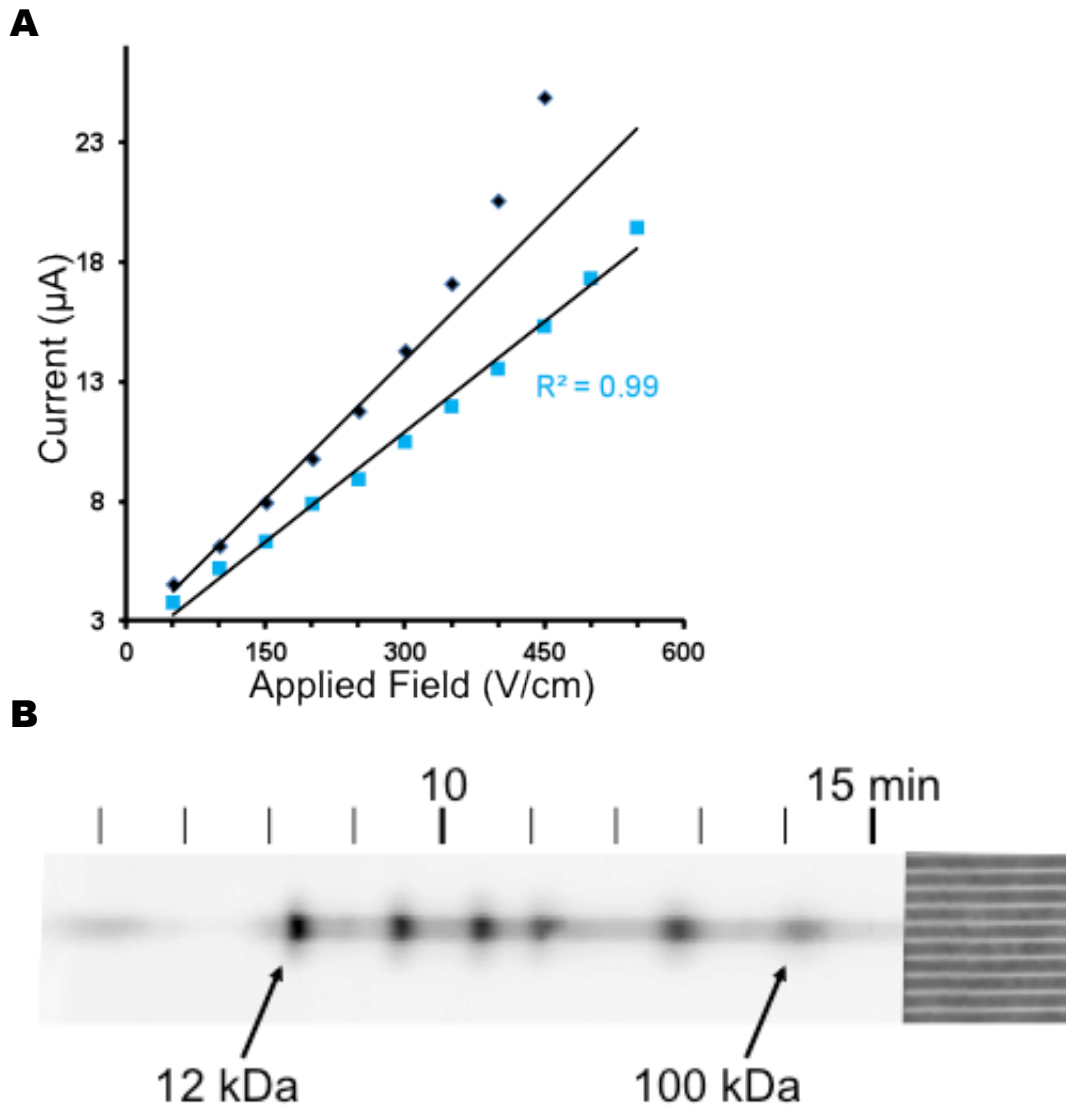 A
23
18
13
8
3
Current (µA)
R² = 0.99
0 150 300 450 600
Applied Field (V/cm)
B
10 15 min
12 kDa 100 kDa